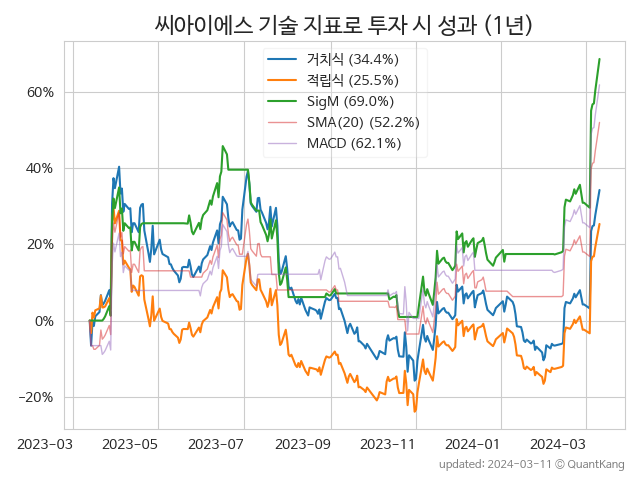 씨아이에스 기술 지표로 투자 시 성과 (1년)
거치식 (34.4%)
적립식 (25.5%)
SigM (69.0%)
SMA(20) (52.2%)
MACD (62.1%)
60%
40%
20%
0%
−20%
2023-03
2023-05
2023-07
2023-09
2023-11
2024-01
2024-03
updated: 2024-03-11 © QuantKang